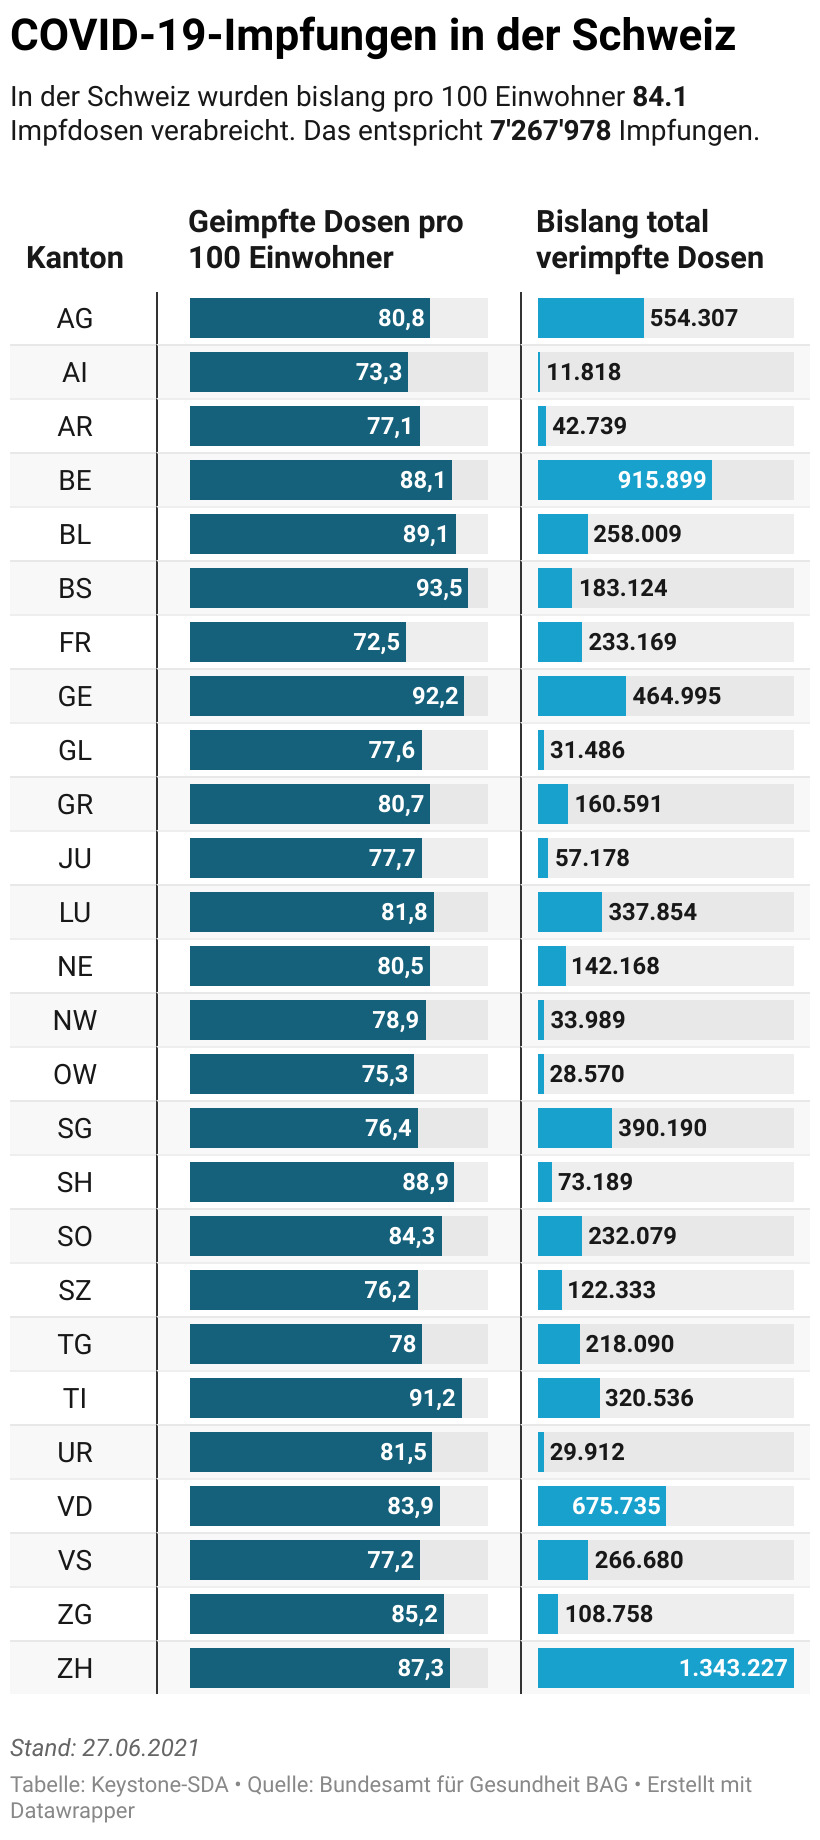 COVID-19-Impfungen in der Schweiz
In der Schweiz wurden bislang pro 100 Einwohner 84.1
Impfdosen verabreicht. Das entspricht 7'267'978 Impfungen.
Kanton Geimpfte Dosen pro Bislang total
100 Einwohner verimpfte Dosen
AG 80,8 554.307
AI 73,3 11.818
AR 77,1 42.739
BE 88,1 915.899
BL 89,1 258.009
BS 93,5 183.124
FR 72,5 233.169
GE 92,2 464.995
GL 77,6 31.486
GR 80,7 160.591
JU 77,7 57.178
LU 81,8 337.854
NE 80,5 142.168
NW 78,9 33.989
OW 75,3 28.570
SG 76,4 390.190
SH 88,9 73.189
SO 84,3 232.079
SZ 76,2 122.333
TG 78 218.090
TI 91,2 320.536
UR 81,5 29.912
VD 83,9 675.735
VS 77,2 266.680
ZG 85,2 108.758
ZH 87,3 1.343.227
Stand: 27.06.2021
Tabelle: Keystone-SDA • Quelle: Bundesamt für Gesundheit BAG • Erstellt mit
Datawrapper